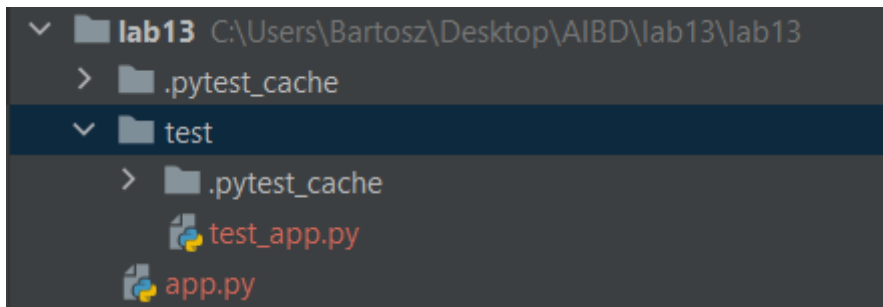 lab13 C:\Users\Bartosz\Desktop\AIBD\lab13\lab13
.pytest_cache
test
.pytest_cache
test_app.py
app.py